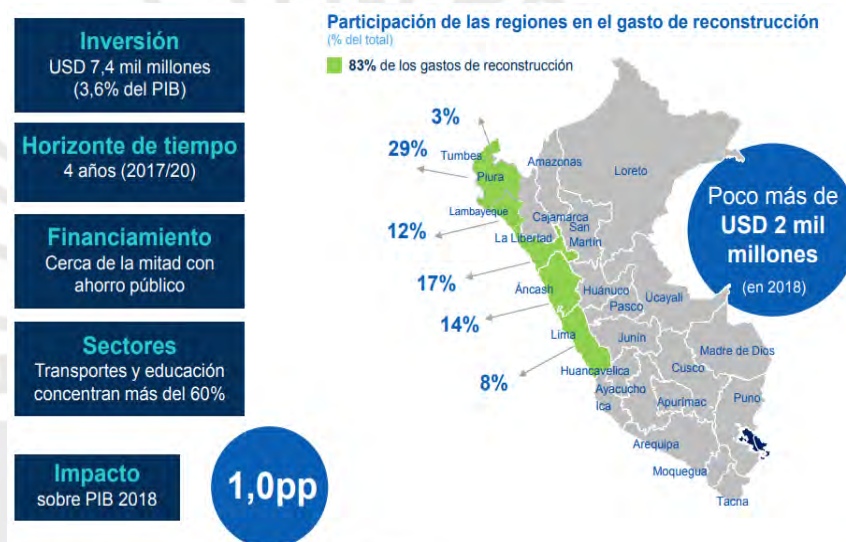 Inversión
USD 7,4 mil millones
(3,6% del PIB)
Horizonte de tiempo
4 años (2017/20)
Financiamiento
Cerca de la mitad con
ahorro público
Sectores
Transportes y educación
concentran más del 60%
Impacto
sobre PIB 2018
1,0pp
Participación de las regiones en el gasto de reconstrucción
(% del total)
83% de los gastos de reconstrucción
3%
29%
12%
17%
14%
8%
Tumbes
Piura
Lambayeque
La Libertad
Áncash
Lima
Amazonas
Loreto
Cajamarca
San
Martín
Huánuco
Pasco
Ucayali
Junín
Huancavelica
Ayacucho
Ica
Cusco
Madre de Dios
Apurímac
Puno
Arequipa
Moquegua
Tacna
Poco más de
USD 2 mil
millones
(en 2018)